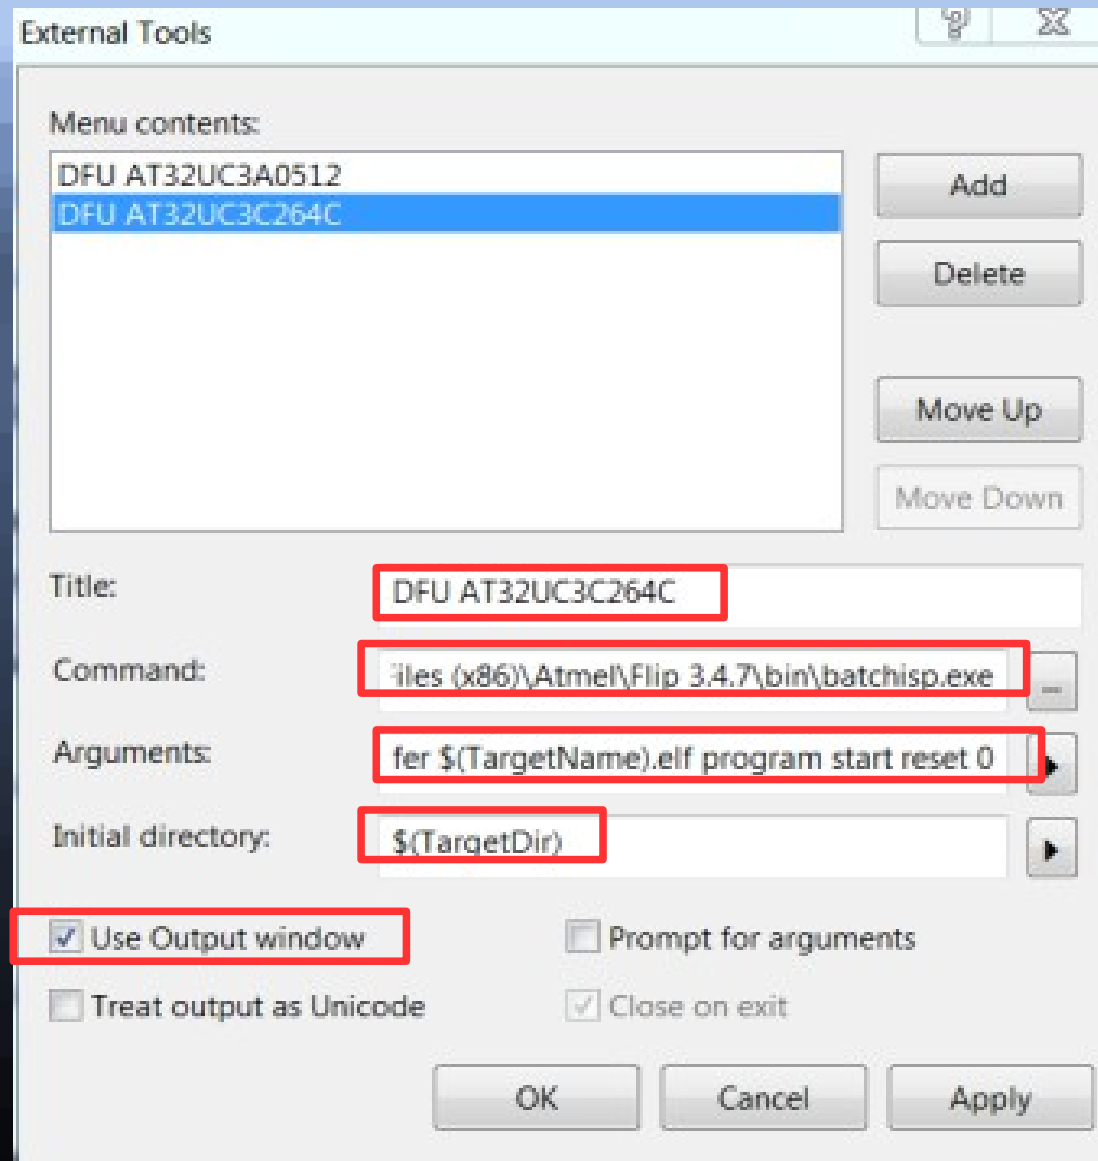 External Tools
Menu contents:
DFU AT32UC3A0512
DFU AT32UC3C264C
Add
Delete
Move Up
Move Down
Title:
DFU AT32UC3C264C
Command:
iles (x86)\Atmel\Flip 3.4.7\bin\batchisp.exe
...
Arguments:
fer $(TargetName).elf program start reset 0
Initial directory:
$(TargetDir)
Use Output window
Prompt for arguments
Treat output as Unicode
Close on exit
OK
Cancel
Apply